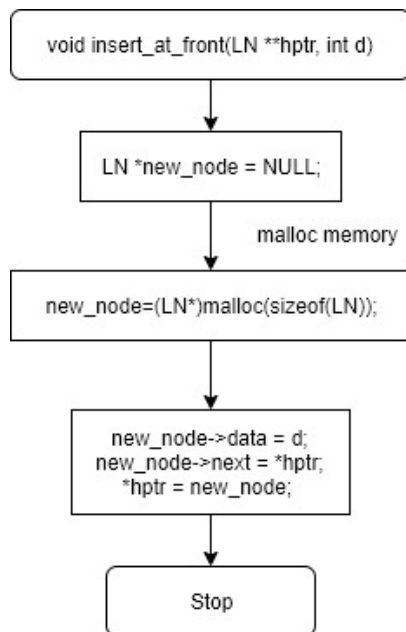 void insert_at_front(LN **hptr, int d)
LN *new_node = NULL;
malloc memory
new_node=(LN*)malloc(sizeof(LN));
new_node->data = d;
new_node->next = *hptr;
*hptr = new_node;
Stop